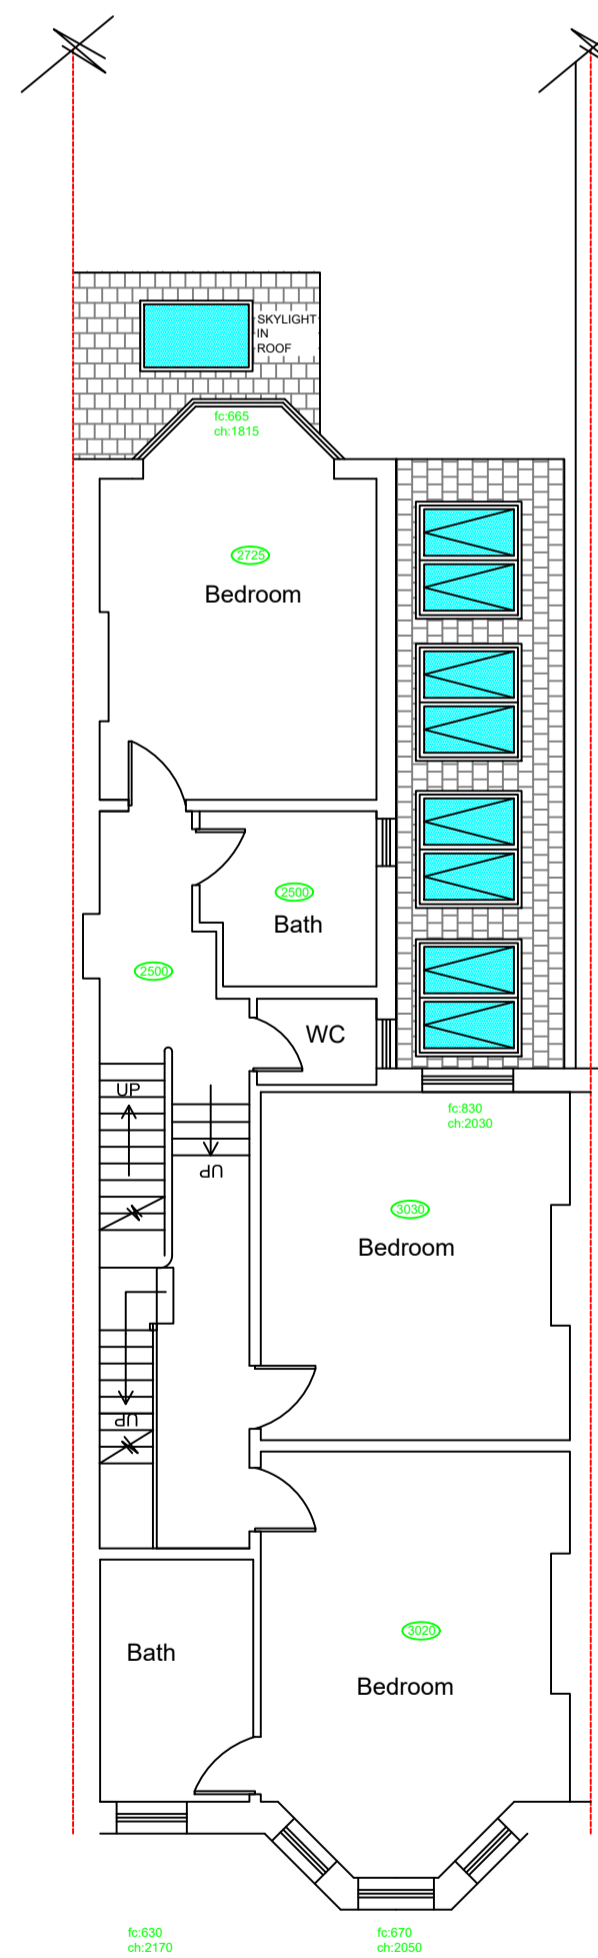 SKYLIGHT
IN
ROOF
fc:665
ch:1815
2725
Bedroom
2500
Bath
2500
WC
UP
UP
fc:830
ch:2030
3030
Bedroom
UP
3020
Bath
Bedroom
fc:630
ch:2170
fc:670
ch:2050